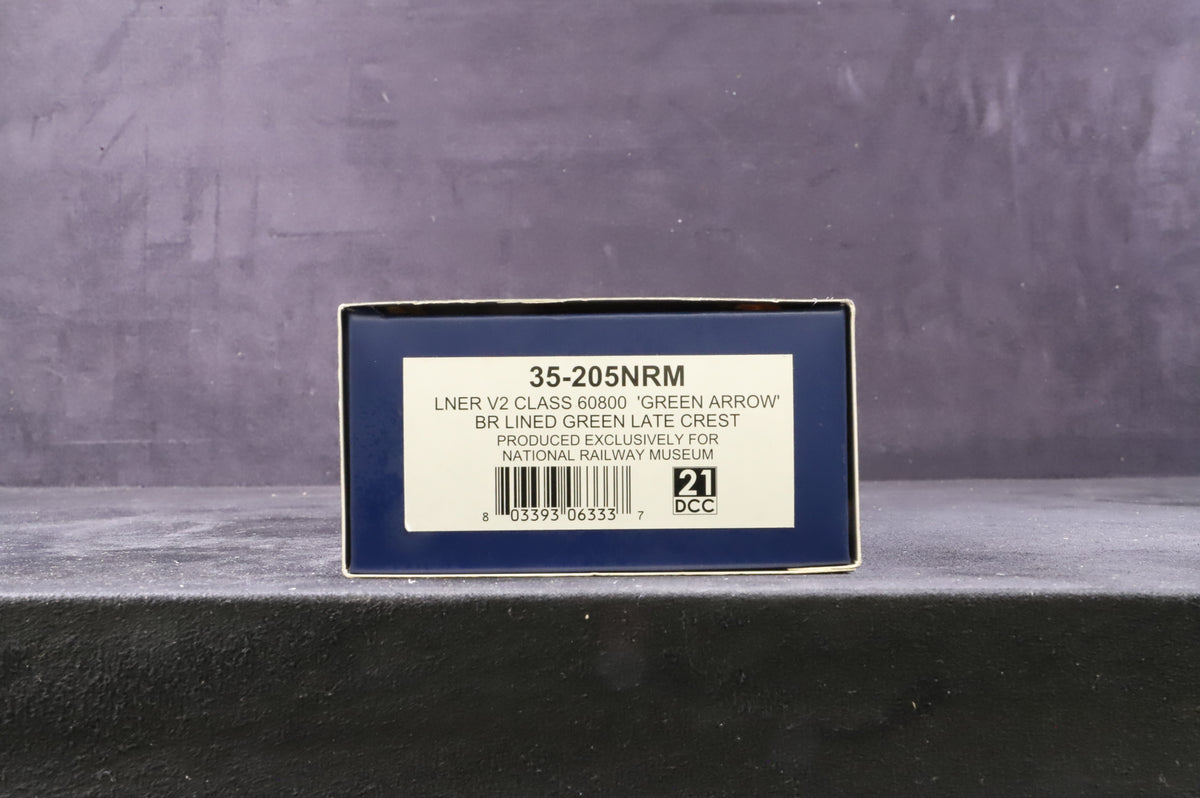 35-205NRM
LNER V2 CLASS 60800 'GREEN ARROW'
BR LINED GREEN LATE CREST
PRODUCED EXCLUSIVELY FOR
NATIONAL RAILWAY MUSEUM
8 03393 06333 7
21
DCC